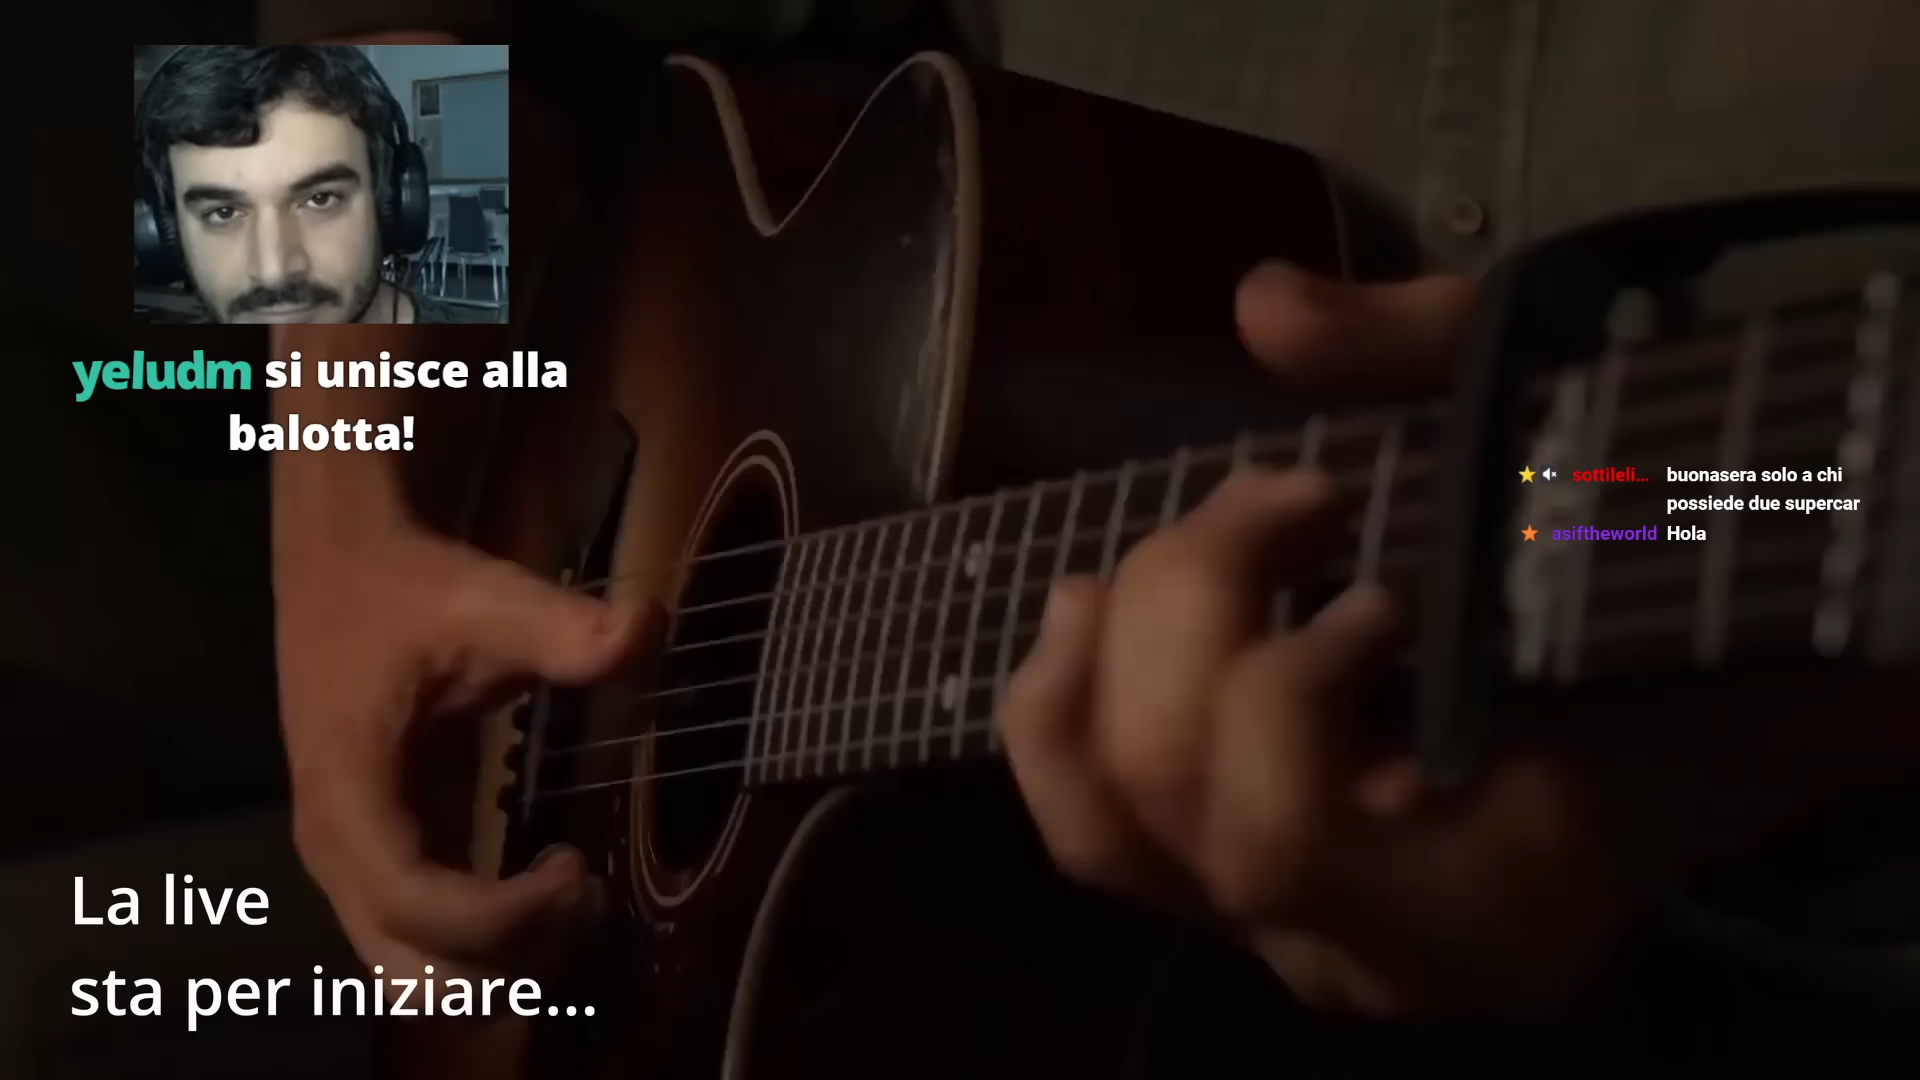 yeludm si unisce alla
balotta!
sottileli... buonasera solo a chi
possiede due supercar
asiftheworld Hola
La live
sta per iniziare...